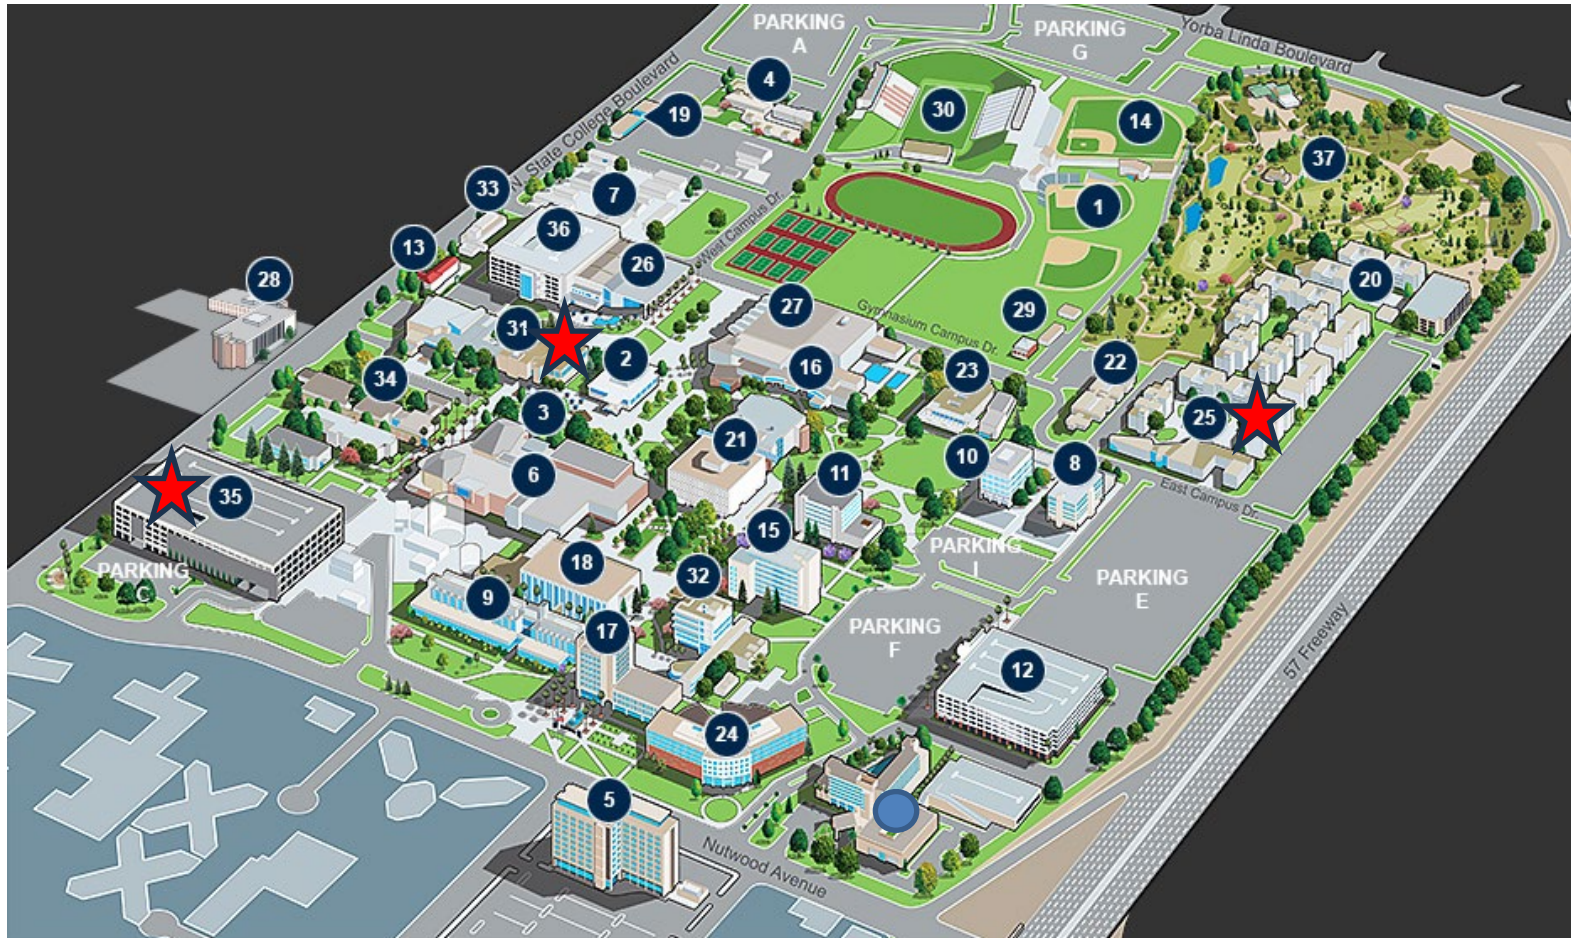 PARKING
A
PARKING
G
Yorba Linda Boulevard
4
19
30
14
37
N. State College Boulevard
33
7
1
36
West Campus Dr.
13
26
28
20
27
Gymnasium Campus Dr.
29
31
2
22
16
23
34
3
25
21
10
8
11
6
35
East Campus Dr.
15
PARKING
I
PARKING
C
18
32
PARKING
E
9
17
PARKING
F
57 Freeway
12
24
5
Nutwood Avenue